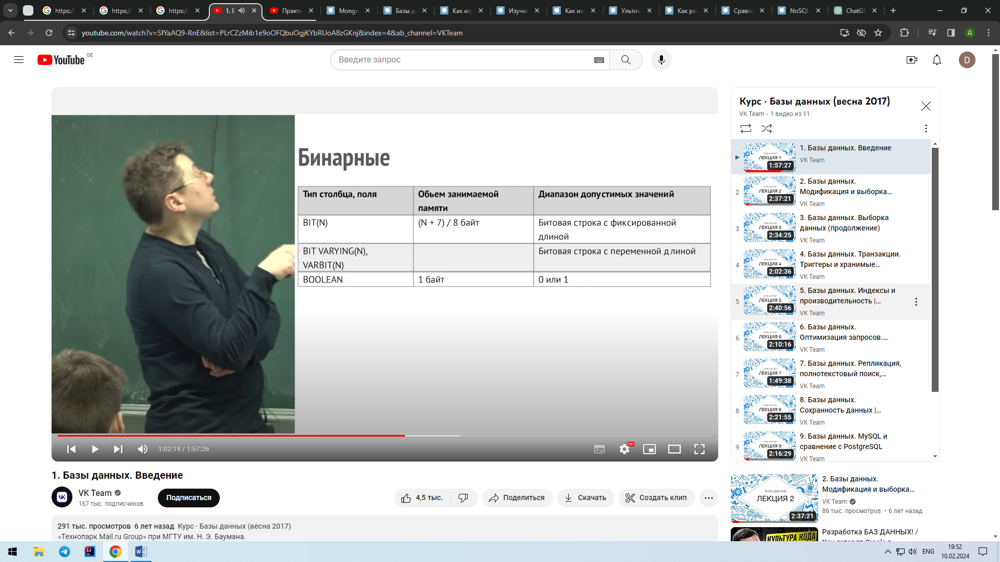 https://
https://
https://
1. Б
Практи
Mongo
Базы д
Как изу
Изучае
Как изу
Ультим
Как ра
Сравне
NoSQL
ChatGP
youtube.com/watch?v=SfYaAQ9-RnE&list=PLrCZzMib1e9oOFQbuOgjKYbRUoA8zGKnj&index=4&ab_channel=VKTeam
Д
YouTube GE
Введите запрос
D
Бинарные
Тип столбца, поля
Обьем занимаемой
памяти
Диапазон допустимых значений
BIT(N)
(N + 7) / 8 байт
Битовая строка с фиксированной
длиной
BIT VARYING(N),
VARBIT(N)
Битовая строка с переменной длиной
BOOLEAN
1 байт
0 или 1
1:02:19 / 1:57:26
HD
1. Базы данных. Введение
VK Team
167 тыс. подписчиков
Подписаться
4,5 тыс.
Поделиться
Скачать
Создать клип
291 тыс. просмотров 6 лет назад Курс · Базы данных (весна 2017)
«Технопарк Mail.ru Group» при МГТУ им. Н. Э. Баумана.
Курс · Базы данных (весна 2017)
VK Team - 1 видео из 11
ЛЕКЦИЯ 1
1:57:27
1. Базы данных. Введение
VK Team
2
ЛЕКЦИЯ 2
2:37:21
2. Базы данных.
Модификация и выборка...
VK Team
3
ЛЕКЦИЯ 3
2:34:25
3. Базы данных. Выборка
данных (продолжение)
VK Team
4
ЛЕКЦИЯ 4
2:02:36
4. Базы данных. Транзакции.
Триггеры и хранимые...
VK Team
5
ЛЕКЦИЯ 5
2:40:56
5. Базы данных. Индексы и
производительность |...
VK Team
6
ЛЕКЦИЯ 6
2:10:16
6. Базы данных.
Оптимизация запросов....
VK Team
7
ЛЕКЦИЯ 7
1:49:38
7. Базы данных. Репликация,
полнотекстовый поиск,...
VK Team
8
ЛЕКЦИЯ 8
2:21:55
8. Базы данных.
Сохранность данных |...
VK Team
9
ЛЕКЦИЯ 9
2:16:29
9. Базы данных. MySQL и
сравнение с PostgreSQL
VK Team
БАЗЫ ДАННЫХ
ЛЕКЦИЯ 2
2:37:21
2. Базы данных.
Модификация и выборка...
VK Team
86 тыс. просмотров • 6 лет назад
КУЛЬТУРА КОДА
Разработка БАЗ ДАННЫХ! /
ENG
19:52
10.02.2024